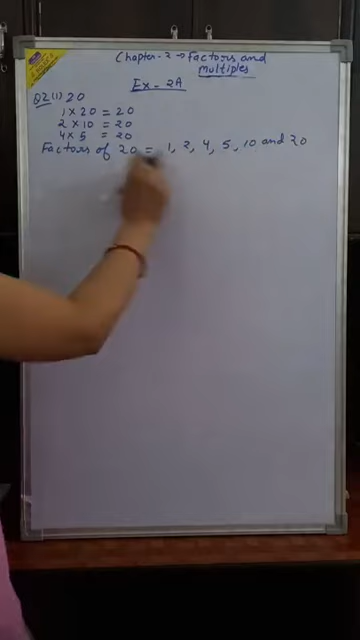 Chapter-2 → Factors and
multiples
Ex - 2A
Q2(1) 20
1 x 20 = 20
2 x 10 = 20
4 x 5 = 20
Factors of 20 = 1, 2, 4, 5, 10 and 20